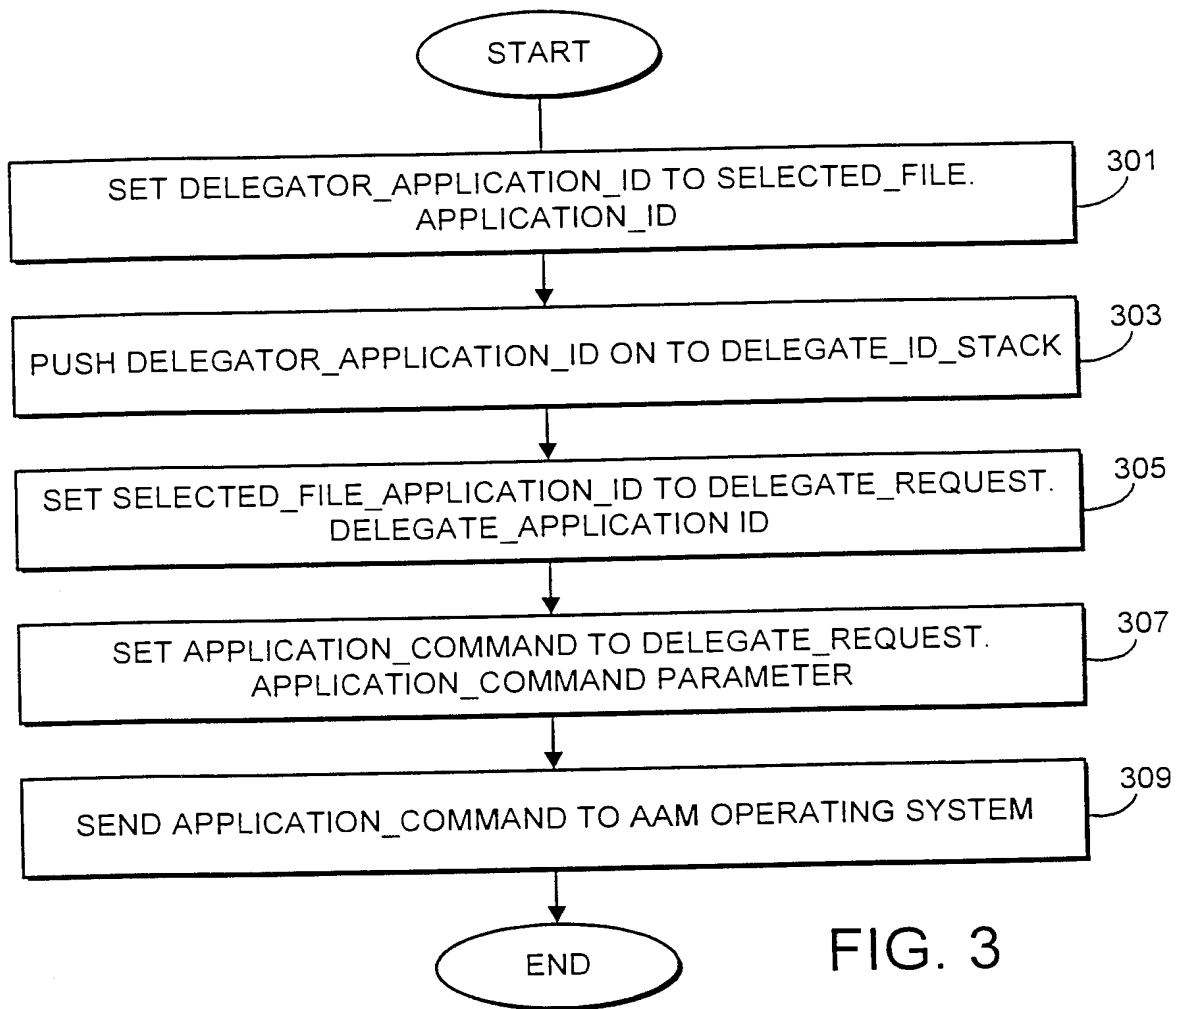 START
SET DELEGATOR_APPLICATION_ID TO SELECTED_FILE.
APPLICATION_ID
301
PUSH DELEGATOR_APPLICATION_ID ON TO DELEGATE_ID_STACK
303
SET SELECTED_FILE_APPLICATION_ID TO DELEGATE_REQUEST.
DELEGATE_APPLICATION ID
305
SET APPLICATION_COMMAND TO DELEGATE_REQUEST.
APPLICATION_COMMAND PARAMETER
307
SEND APPLICATION_COMMAND TO AAM OPERATING SYSTEM
309
END
FIG. 3